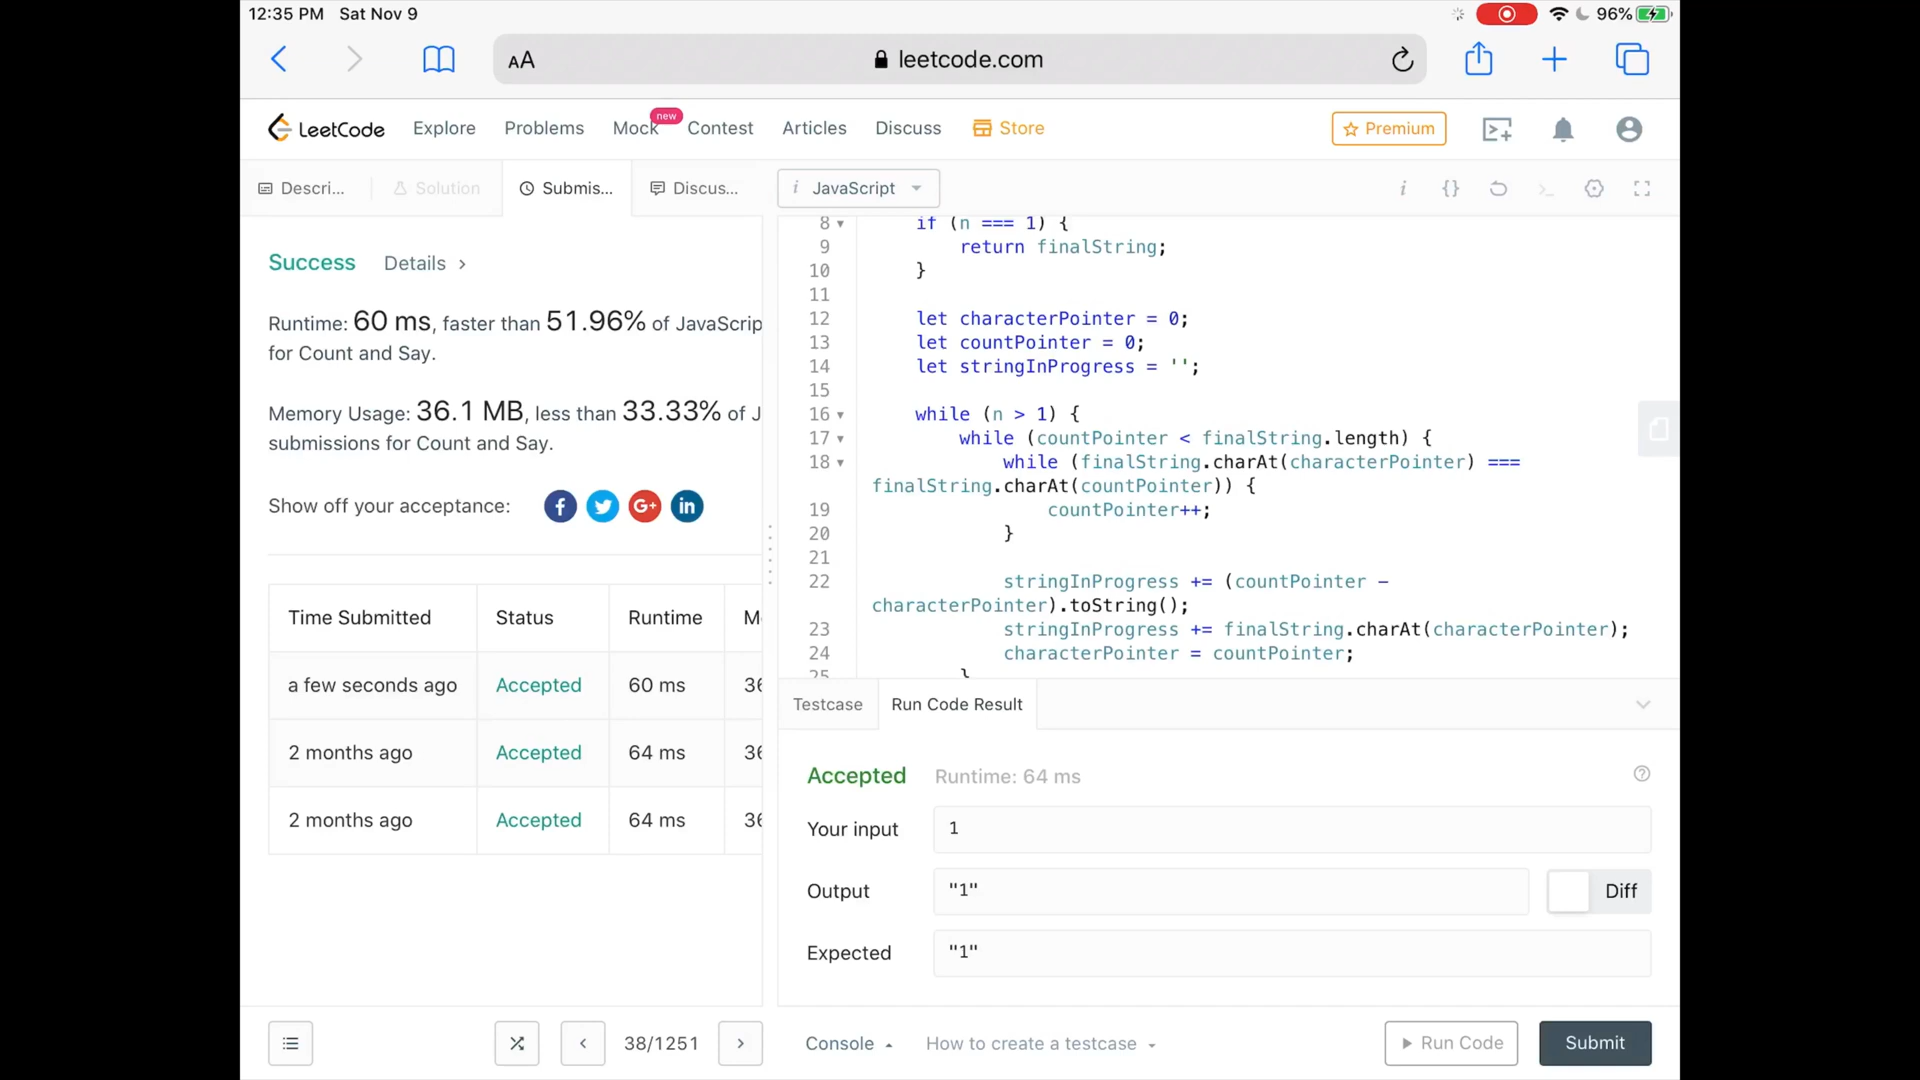 12:35 PM Sat Nov 9
96%
AA
leetcode.com
LeetCode
Explore
Problems
Mock
new
Contest
Articles
Discuss
Store
Premium
Descri...
Solution
Submis...
Discus...
i JavaScript
i
{}
>_
Success
Details >
Runtime: 60 ms, faster than 51.96% of JavaScrip
for Count and Say.
Memory Usage: 36.1 MB, less than 33.33% of J
submissions for Count and Say.
Show off your acceptance:
f
G+
in
Time Submitted Status Runtime M
a few seconds ago Accepted 60 ms 36
2 months ago Accepted 64 ms 36
2 months ago Accepted 64 ms 36
38/1251
8 if (n === 1) {
9 return finalString;
10 }
11
12 let characterPointer = 0;
13 let countPointer = 0;
14 let stringInProgress = '';
15
16 while (n > 1) {
17 while (countPointer < finalString.length) {
18 while (finalString.charAt(characterPointer) ===
finalString.charAt(countPointer)) {
19 countPointer++;
20 }
21
22 stringInProgress += (countPointer -
characterPointer).toString();
23 stringInProgress += finalString.charAt(characterPointer);
24 characterPointer = countPointer;
25 }
Testcase
Run Code Result
Accepted Runtime: 64 ms
Your input
1
Output
"1"
Diff
Expected
"1"
Console
How to create a testcase
Run Code
Submit